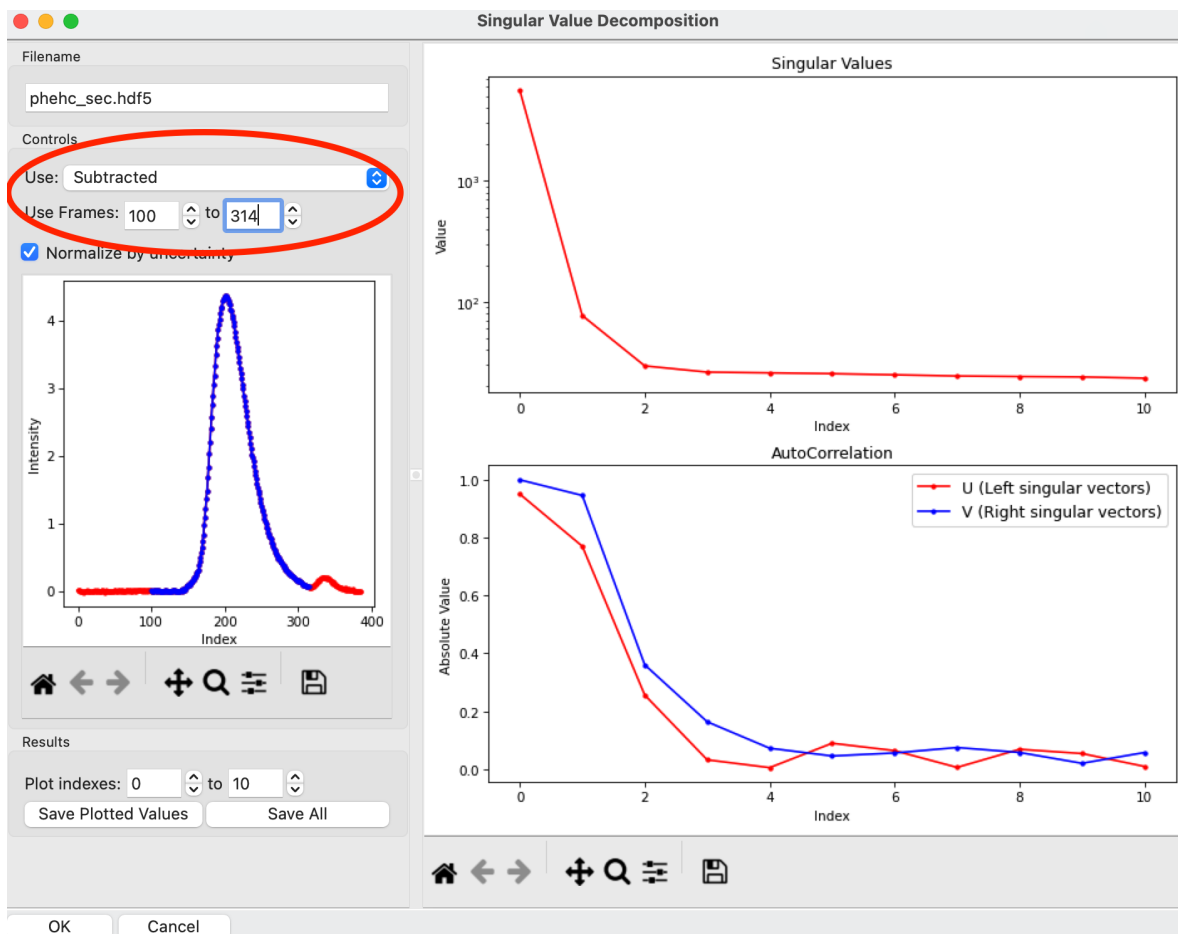 Singular Value Decomposition
Filename
phehc_sec.hdf5
Controls
Use: Subtracted
Use Frames: 100 to 314
Normalize by uncertainty
4
3
2
1
0
Intensity
0 100 200 300 400
Index
Results
Plot indexes: 0 to 10
Save Plotted Values Save All
OK Cancel
Singular Values
10³
10²
Value
0 2 4 6 8 10
Index
AutoCorrelation
U (Left singular vectors)
V (Right singular vectors)
1.0
0.8
0.6
0.4
0.2
0.0
Absolute Value
0 2 4 6 8 10
Index